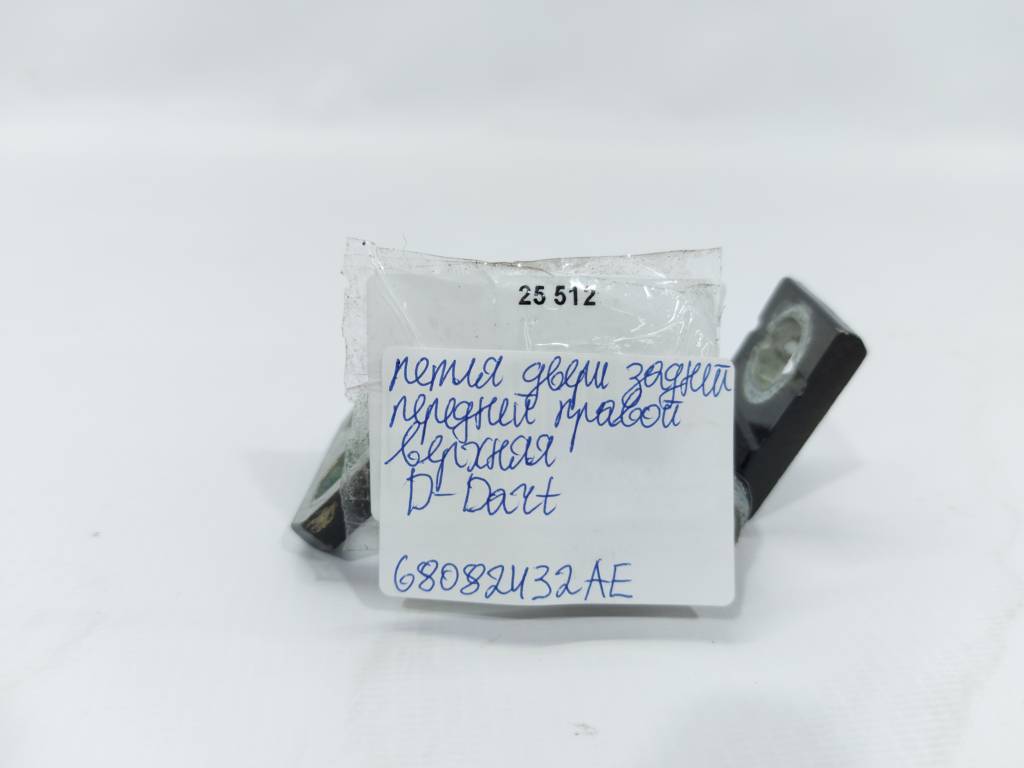 25 512
петля двери задней
передней правой
верхняя
D-Dart
68082432AE